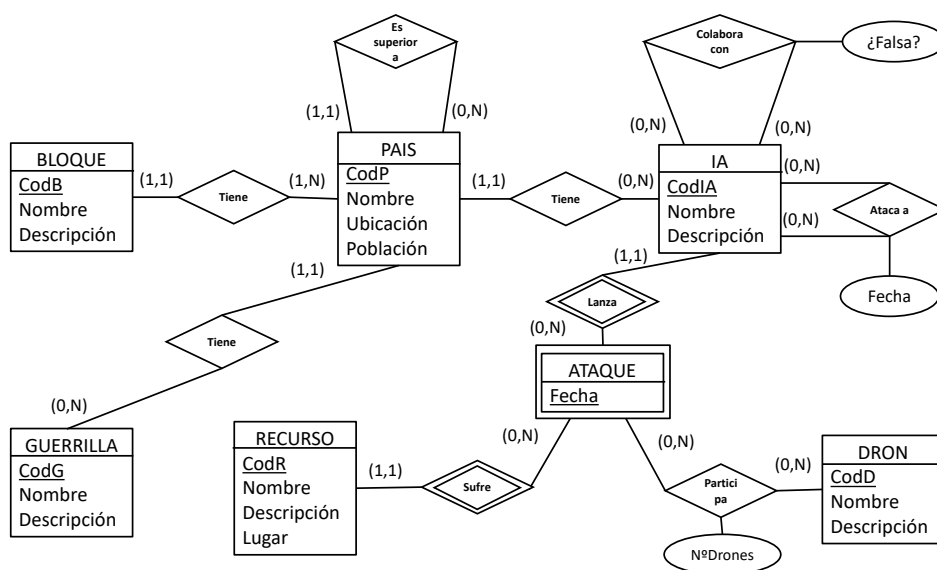 Es
superior
a
Colabora
con
¿Falsa?
(1,1)
(0,N)
(0,N)
(0,N)
BLOQUE
CodB
Nombre
Descripción
(1,1)
Tiene
(1,N)
PAIS
CodP
Nombre
Ubicación
Población
(1,1)
Tiene
(0,N)
IA
CodIA
Nombre
Descripción
(0,N)
(0,N)
Ataca a
Fecha
(1,1)
Tiene
(0,N)
(1,1)
Lanza
(0,N)
ATAQUE
Fecha
GUERRILLA
CodG
Nombre
Descripción
RECURSO
CodR
Nombre
Descripción
Lugar
(1,1)
Sufre
(0,N)
(0,N)
Partici
pa
NºDrones
(0,N)
DRON
CodD
Nombre
Descripción